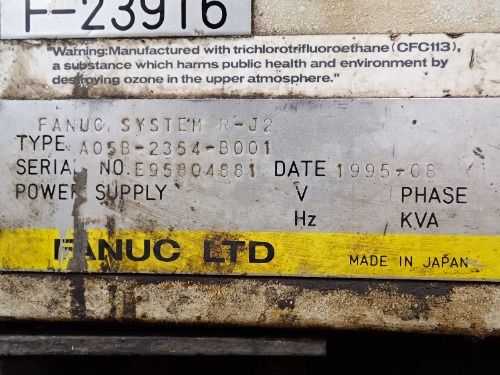 F-23916
"Warning:Manufactured with trichlorotrifluoroethane (CFC113),
a substance which harms public health and environment by
destroying ozone in the upper atmosphere."
FANUC SYSTEM R-J2
TYPE A05B-2354-B001
SERIAL NO. E95804881 DATE 1995-08
POWER SUPPLY V PHASE
Hz KVA
FANUC LTD MADE IN JAPAN